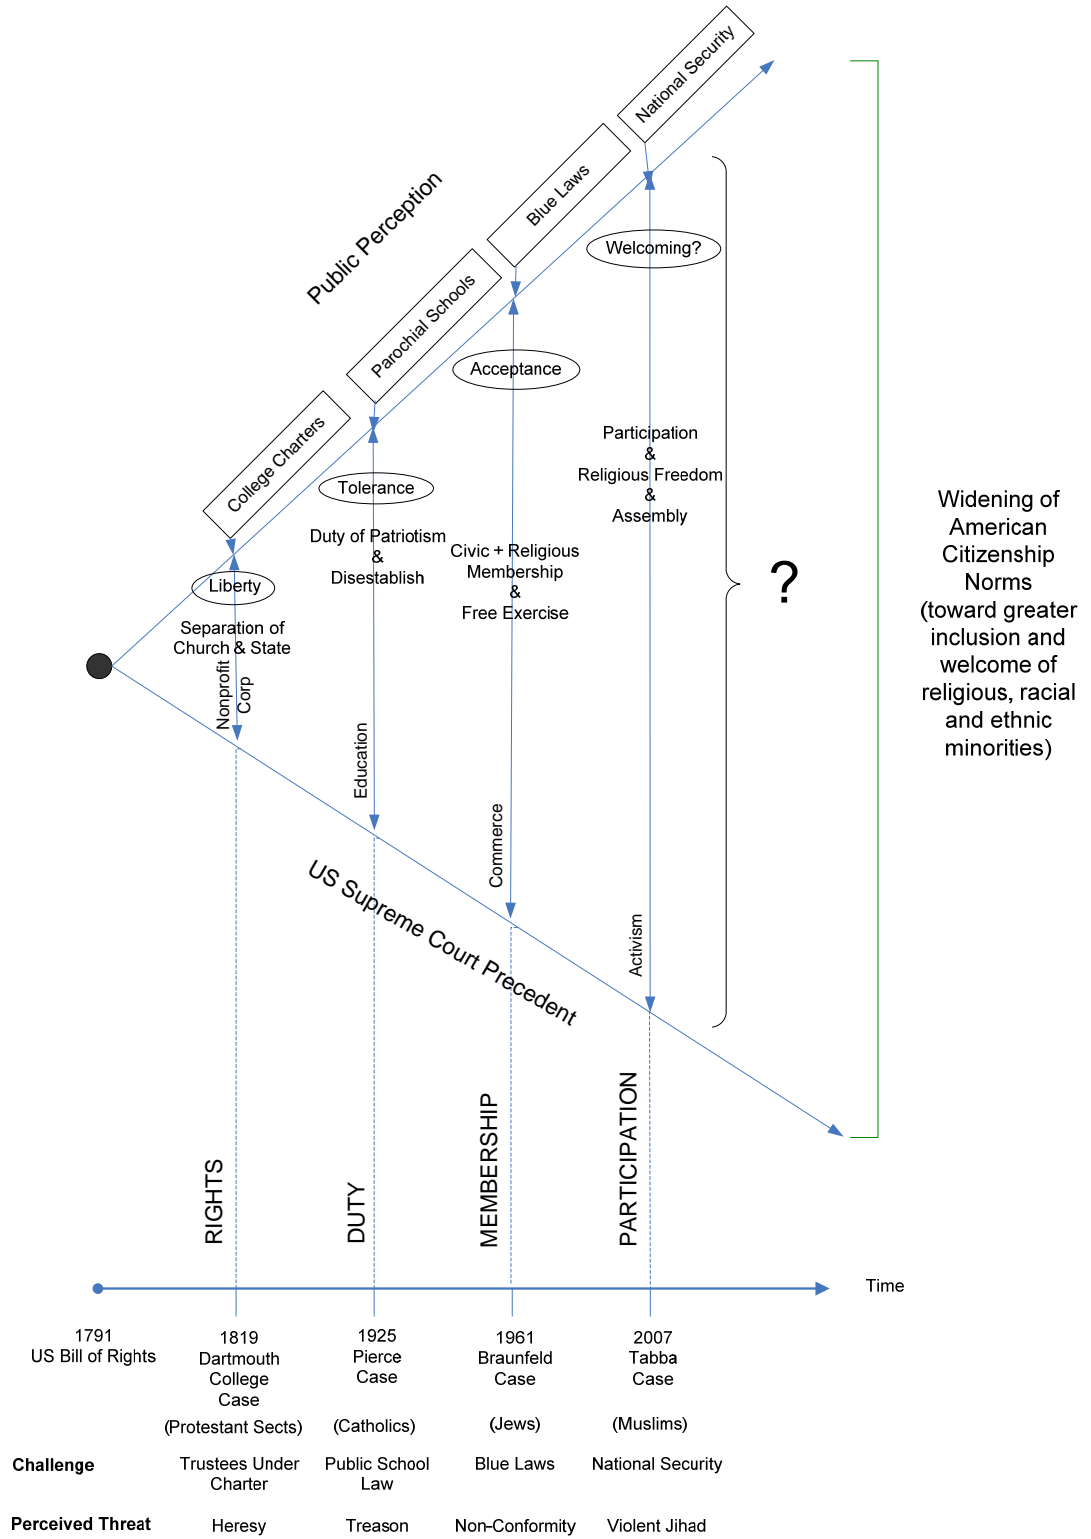 National Security
Blue Laws
Public Perception
Welcoming?
Parochial Schools
Acceptance
College Charters
Participation
&
Religious Freedom
&
Assembly
Tolerance
Duty of Patriotism
&
Disestablish
Civic + Religious
Membership
&
Free Exercise
Liberty
Separation of
Church & State
Nonprofit
Corp
?
Widening of
American
Citizenship
Norms
(toward greater
inclusion and
welcome of
religious, racial
and ethnic
minorities)
Education
Commerce
Activism
US Supreme Court Precedent
RIGHTS
DUTY
MEMBERSHIP
PARTICIPATION
Time
1791
US Bill of Rights
1819
Dartmouth
College
Case
(Protestant Sects)
1925
Pierce
Case
(Catholics)
1961
Braunfeld
Case
(Jews)
2007
Tabba
Case
(Muslims)
Challenge
Trustees Under
Charter
Public School
Law
Blue Laws
National Security
Perceived Threat
Heresy
Treason
Non-Conformity
Violent Jihad